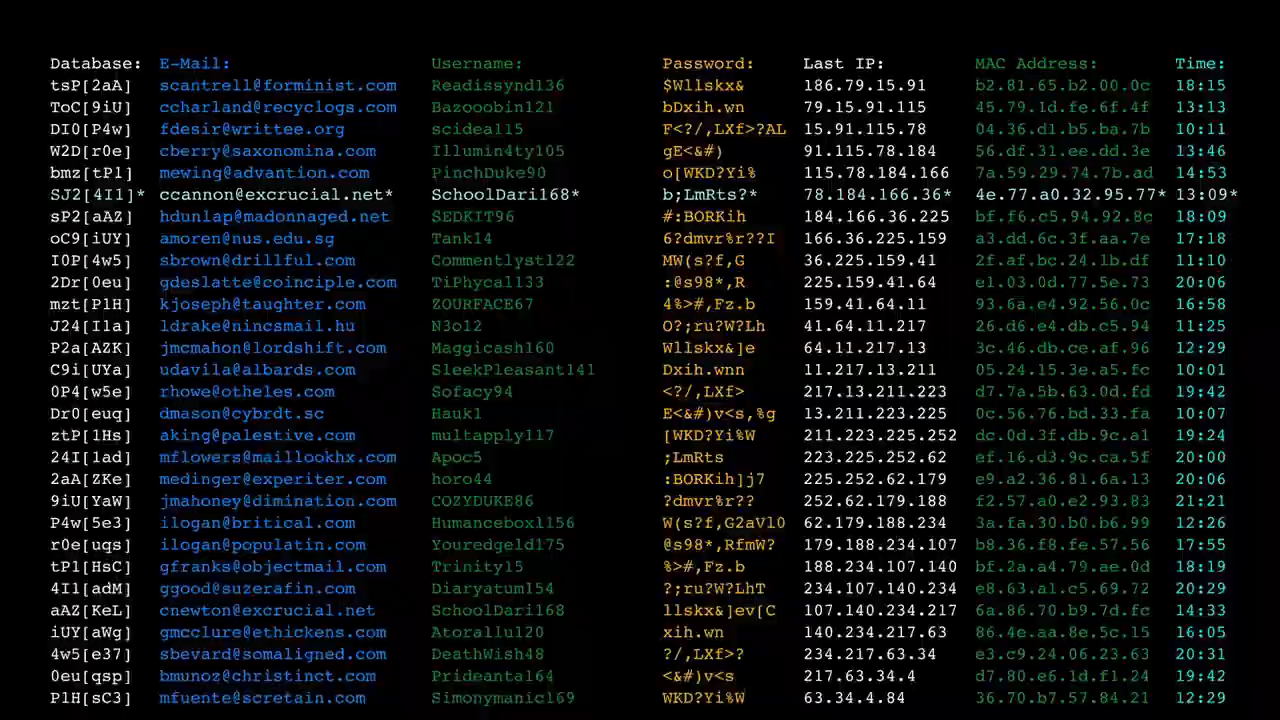 Database: E-Mail: Username: Password: Last IP: MAC Address: Time:
tsP[2aA] scantrell@forminist.com Readissynd136 $Wllskx& 186.79.15.91 b2.81.65.b2.00.0c 18:15
ToC[9iU] ccharland@recyclogs.com Bazooobin121 bDxih.wn 79.15.91.115 45.79.1d.fe.6f.4f 13:13
DI0[P4w] fdesir@writtee.org scideal15 F<?/,LXf>?AL 15.91.115.78 04.36.d1.b5.ba.7b 10:11
W2D[r0e] cberry@saxonomina.com Illumin4ty105 gE<&#) 91.115.78.184 56.df.31.ee.dd.3e 13:46
bmz[tP1] mewing@advantion.com PinchDuke90 o[WKD?Yi% 115.78.184.166 7a.59.29.74.7b.ad 14:53
SJ2[4I1]* ccannon@excrucial.net* SchoolDari168* b;LmRts?* 78.184.166.36* 4e.77.a0.32.95.77* 13:09*
sP2[aAZ] hdunlap@madonnaged.net SEDKIT96 #:BORKih 184.166.36.225 bf.f6.c5.94.92.8c 18:09
oC9[iUY] amoren@nus.edu.sg Tank14 6?dmvr%r??I 166.36.225.159 a3.dd.6c.3f.aa.7e 17:18
I0P[4w5] sbrown@drillful.com Commentlyst122 MW(s?f,G 36.225.159.41 2f.af.bc.24.1b.df 11:10
2Dr[0eu] gdeslatte@coinciple.com TiPhycal133 :@s98*,R 225.159.41.64 e1.03.0d.77.5e.73 20:06
mzt[P1H] kjoseph@taughter.com ZOURFACE67 4%>#,Fz.b 159.41.64.11 93.6a.e4.92.56.0c 16:58
J24[I1a] ldrake@nincsmail.hu N3o12 O?;ru?W?Lh 41.64.11.217 26.d6.e4.db.c5.94 11:25
P2a[AZK] jmcmahon@lordshift.com Maggicash160 Wllskx&]e 64.11.217.13 3c.46.db.ce.af.96 12:29
C9i[UYa] udavila@albards.com SleekPleasant141 Dxih.wnn 11.217.13.211 05.24.15.3e.a5.fc 10:01
0P4[w5e] rhowe@otheles.com Sofacy94 <?/,LXf> 217.13.211.223 d7.7a.5b.63.0d.fd 19:42
Dr0[euq] dmason@cybrdt.sc Hauk1 E<&#)v<s,%g 13.211.223.225 0c.56.76.bd.33.fa 10:07
ztP[1Hs] aking@palestive.com multapply117 [WKD?Yi%W 211.223.225.252 dc.0d.3f.db.9c.a1 19:24
24I[1ad] mflowers@maillookhx.com Apoc5 ;LmRts 223.225.252.62 ef.16.d3.9c.ca.5f 20:00
2aA[ZKe] medinger@experiter.com horo44 :BORKih]j7 225.252.62.179 e9.a2.36.81.6a.13 20:06
9iU[YaW] jmahoney@dimination.com COZYDUKE86 ?dmvr%r?? 252.62.179.188 f2.57.a0.e2.93.83 21:21
P4w[5e3] ilogan@britical.com Humancebox1156 W(s?f,G2aVl0 62.179.188.234 3a.fa.30.b0.b6.99 12:26
r0e[uqs] ilogan@populatin.com Youredgeld175 @s98*,RfmW? 179.188.234.107 b8.36.f8.fe.57.56 17:55
tP1[HsC] gfranks@objectmail.com Trinity15 %>#,Fz.b 188.234.107.140 bf.2a.a4.79.ae.0d 18:19
4I1[adM] ggood@suzerafin.com Diaryatum154 ?;ru?W?LhT 234.107.140.234 e8.63.a1.c5.69.72 20:29
aAZ[KeL] cnewton@excrucial.net SchoolDari168 llskx&]ev[C 107.140.234.217 6a.86.70.b9.7d.fc 14:33
iUY[aWg] gmcclure@ethickens.com Atorallu120 xih.wn 140.234.217.63 86.4e.aa.8e.5c.15 16:05
4w5[e37] sbevard@somaligned.com DeathWish48 ?/,LXf>? 234.217.63.34 e3.c9.24.06.23.63 20:31
0eu[qsp] bmunoz@christinct.com Prideantal64 <&#)v<s 217.63.34.4 d7.80.e6.1d.f1.24 19:42
P1H[sC3] mfuente@scretain.com Simonymanic169 WKD?Yi%W 63.34.4.84 36.70.b7.57.84.21 12:29